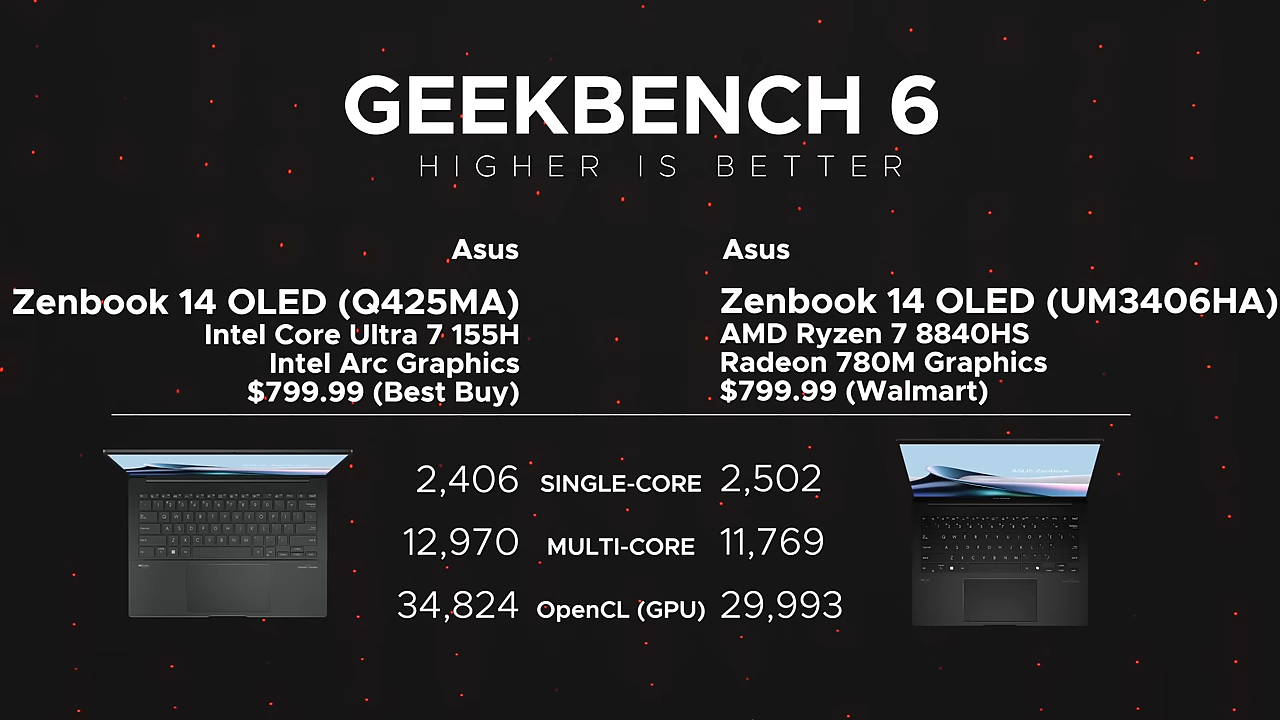 GEEKBENCH 6
HIGHER IS BETTER
Asus
Zenbook 14 OLED (Q425MA)
Intel Core Ultra 7 155H
Intel Arc Graphics
$799.99 (Best Buy)
Asus
Zenbook 14 OLED (UM3406HA)
AMD Ryzen 7 8840HS
Radeon 780M Graphics
$799.99 (Walmart)
2,406 SINGLE-CORE 2,502
12,970 MULTI-CORE 11,769
34,824 OpenCL (GPU) 29,993